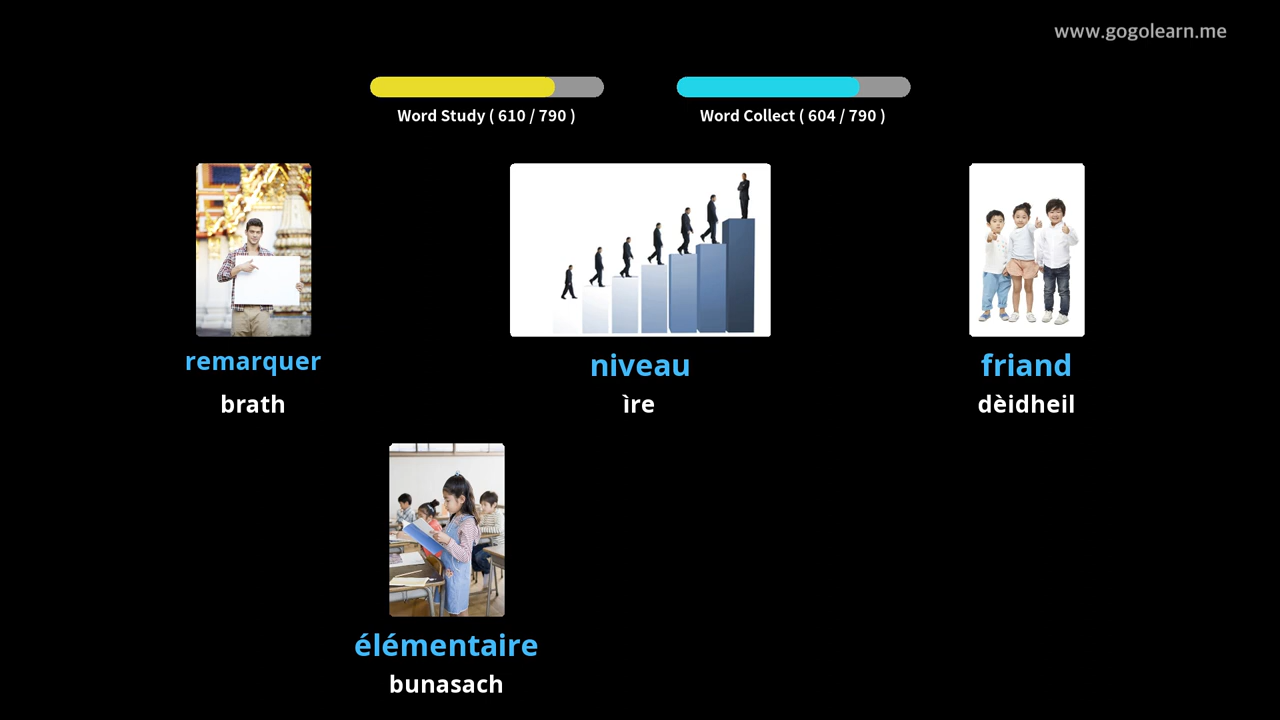 www.gogolearn.me
Word Study ( 610 / 790 )
Word Collect ( 604 / 790 )
remarquer
brath
niveau
ìre
friand
dèidheil
élémentaire
bunasach